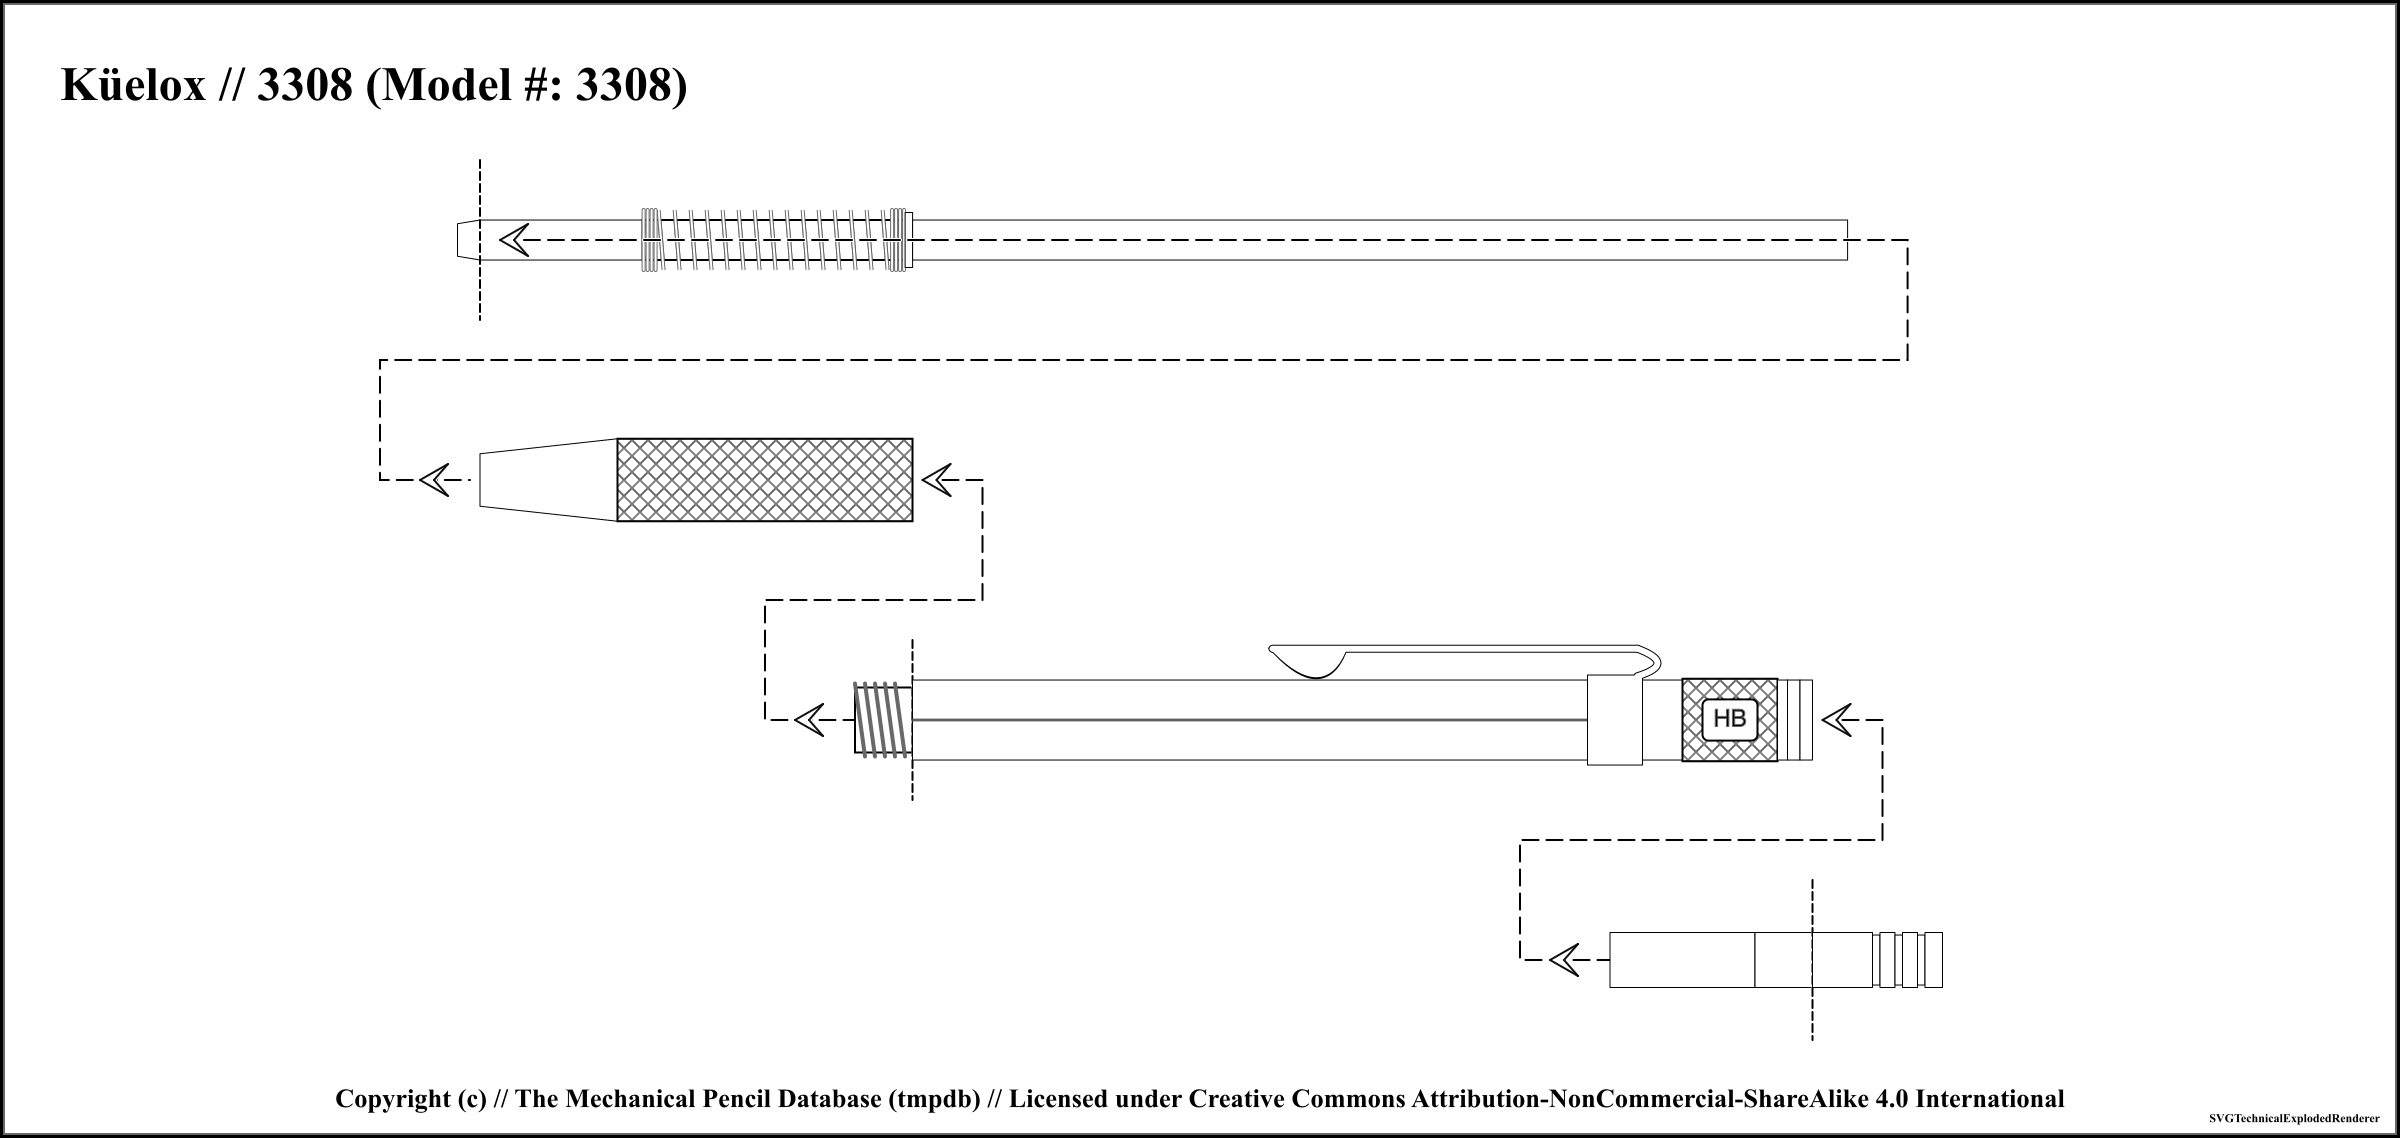 Küelox // 3308 (Model #: 3308)
HB
Copyright (c) // The Mechanical Pencil Database (tmpdb) // Licensed under Creative Commons Attribution-NonCommercial-ShareAlike 4.0 International
SVGTechnicalExplodedRenderer